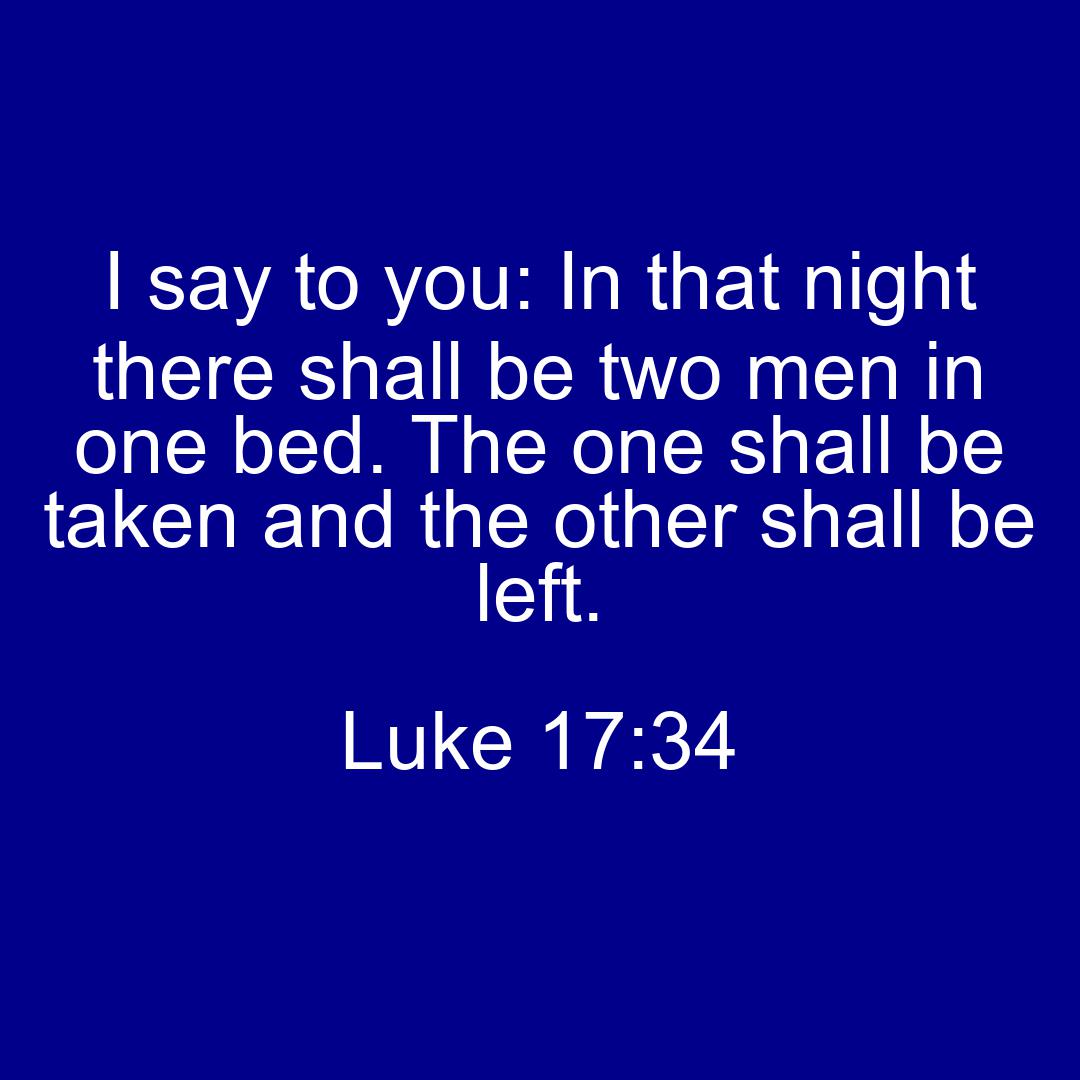 I say to you: In that night
there shall be two men in
one bed. The one shall be
taken and the other shall be
left.
Luke 17:34